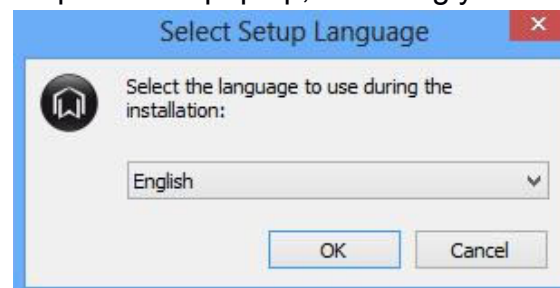 Select Setup Language
Select the language to use during the
installation:
English
OK Cancel